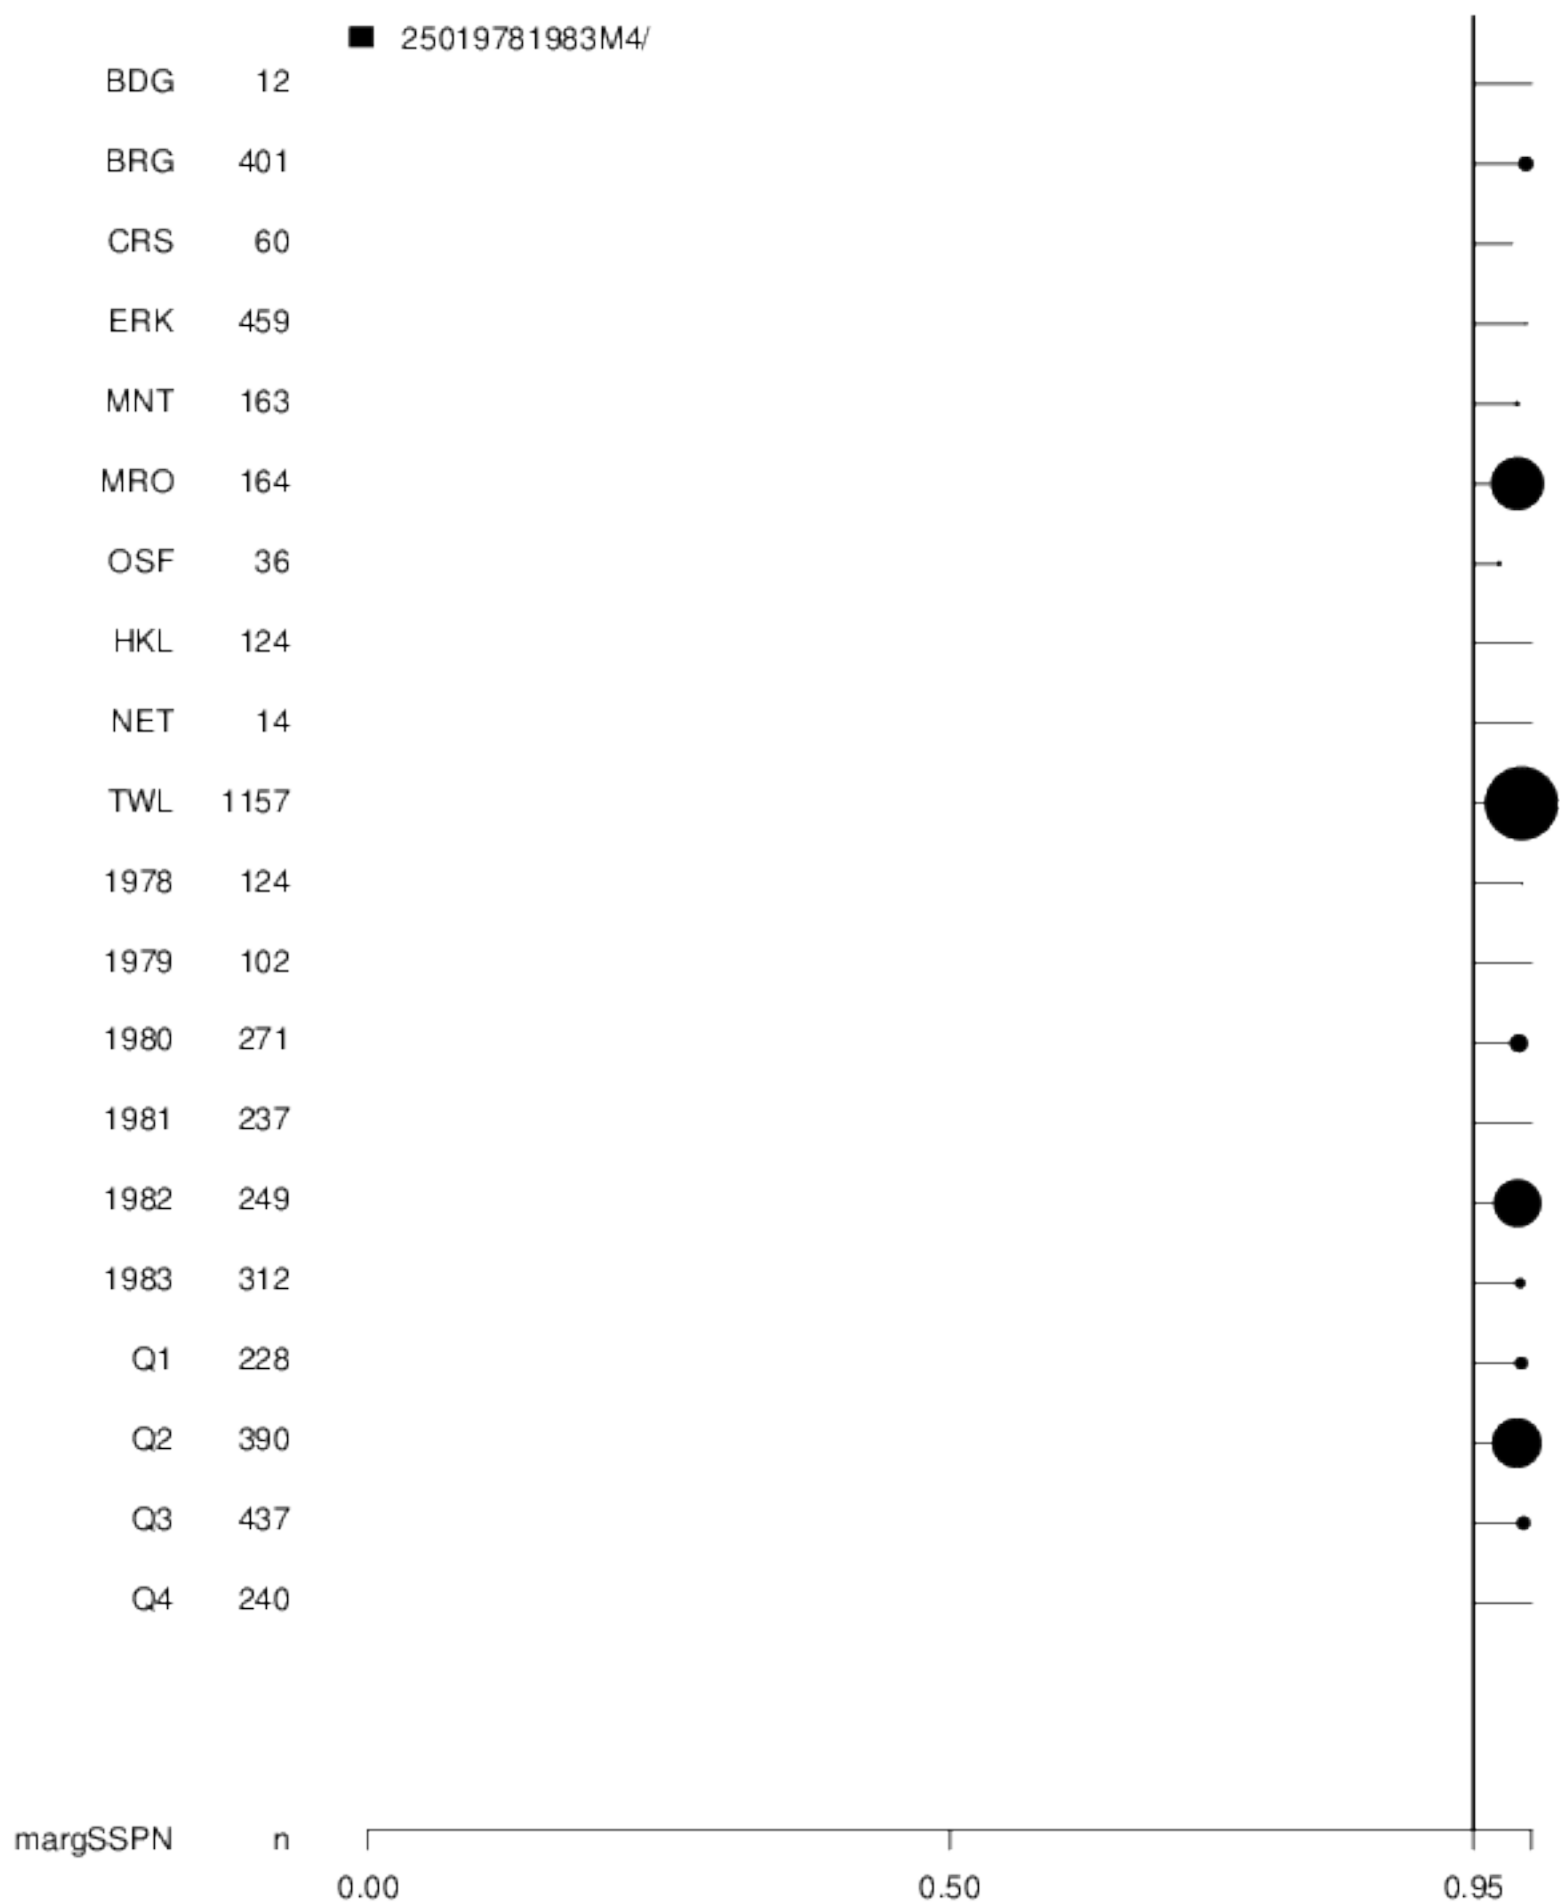 25019781983M4/
BDG 12
BRG 401
CRS 60
ERK 459
MNT 163
MRO 164
OSF 36
HKL 124
NET 14
TWL 1157
1978 124
1979 102
1980 271
1981 237
1982 249
1983 312
Q1 228
Q2 390
Q3 437
Q4 240
margSSPN n
0.00 0.50 0.95